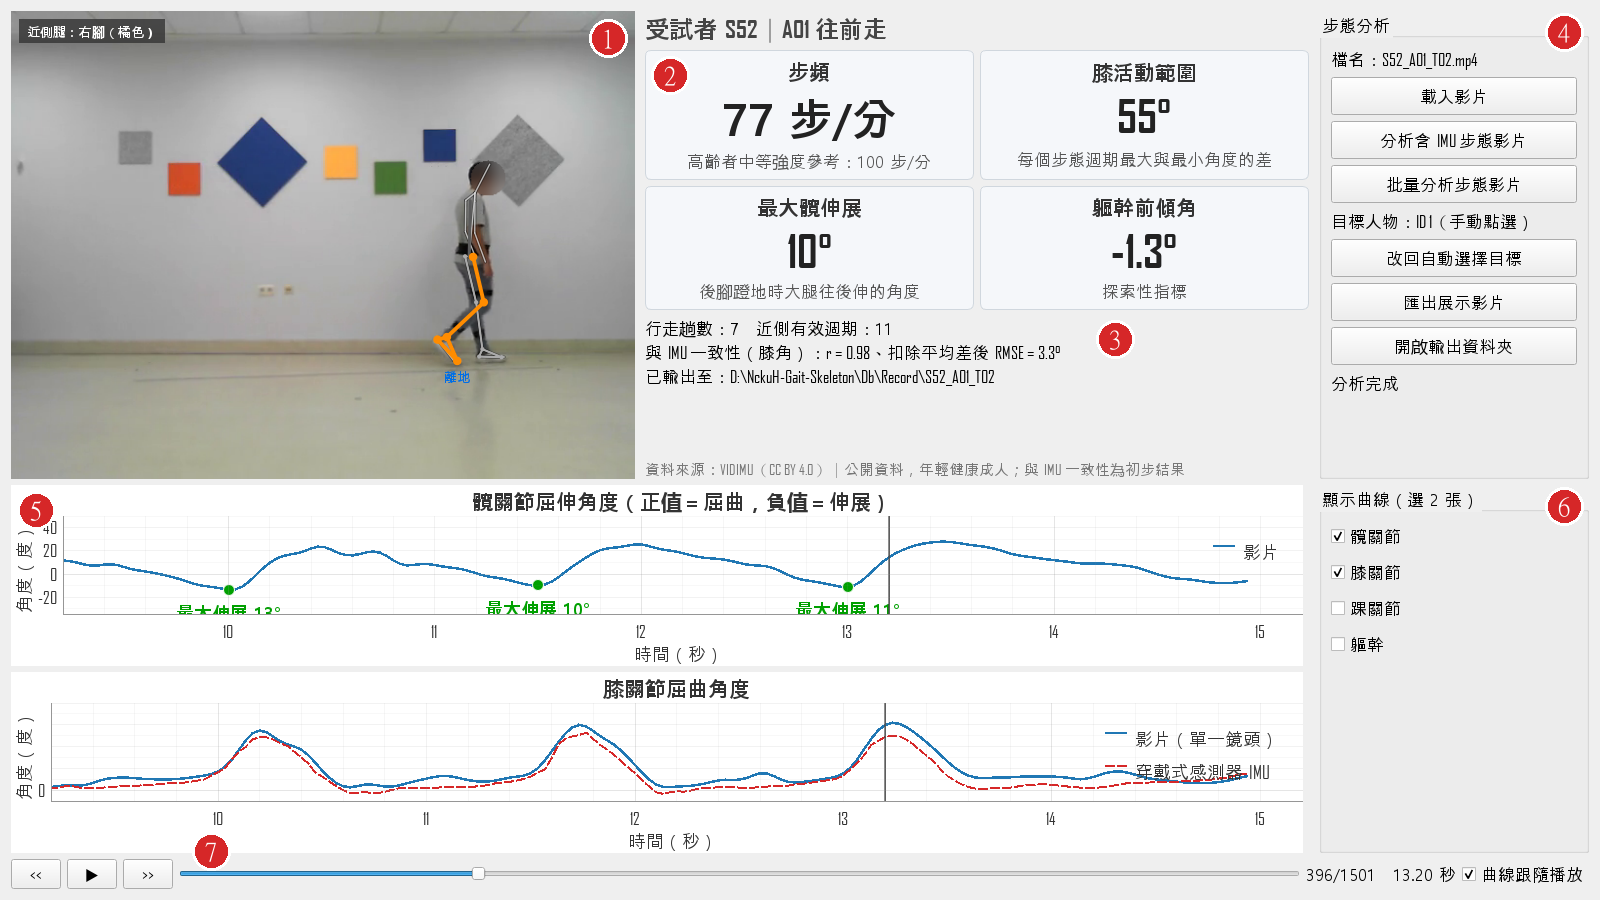 近側腿：右腳（橘色）
1
離地
受試者 S52｜A01 往前走
2
步頻
77 步/分
高齡者中等強度參考：100 步/分
膝活動範圍
55°
每個步態週期最大與最小角度的差
最大髖伸展
10°
後腳蹬地時大腿往後伸的角度
軀幹前傾角
-1.3°
探索性指標
行走趟數：7　近側有效週期：11
與 IMU 一致性（膝角）：r = 0.98、扣除平均差後 RMSE = 3.3°
已輸出至：D:\NckuH-Gait-Skeleton\Db\Record\S52_A01_T02
3
資料來源：VIDIMU（CC BY 4.0）｜公開資料，年輕健康成人；與 IMU 一致性為初步結果
步態分析
4
檔名：S52_A01_T02.mp4
載入影片
分析含 IMU 步態影片
批量分析步態影片
目標人物：ID1（手動點選）
改回自動選擇目標
匯出展示影片
開啟輸出資料夾
分析完成
5
髖關節屈伸角度（正值＝屈曲，負值＝伸展）
角度（度）
40
20
0
-20
影片
最大伸展 13°
最大伸展 10°
最大伸展 11°
10
11
12
13
14
15
時間（秒）
膝關節屈曲角度
角度（度）
0
影片（單一鏡頭）
穿戴式感測器 IMU
10
11
12
13
14
15
時間（秒）
顯示曲線（選 2 張）
6
髖關節
膝關節
踝關節
軀幹
7
<<
>>
396/1501
13.20 秒
曲線跟隨播放